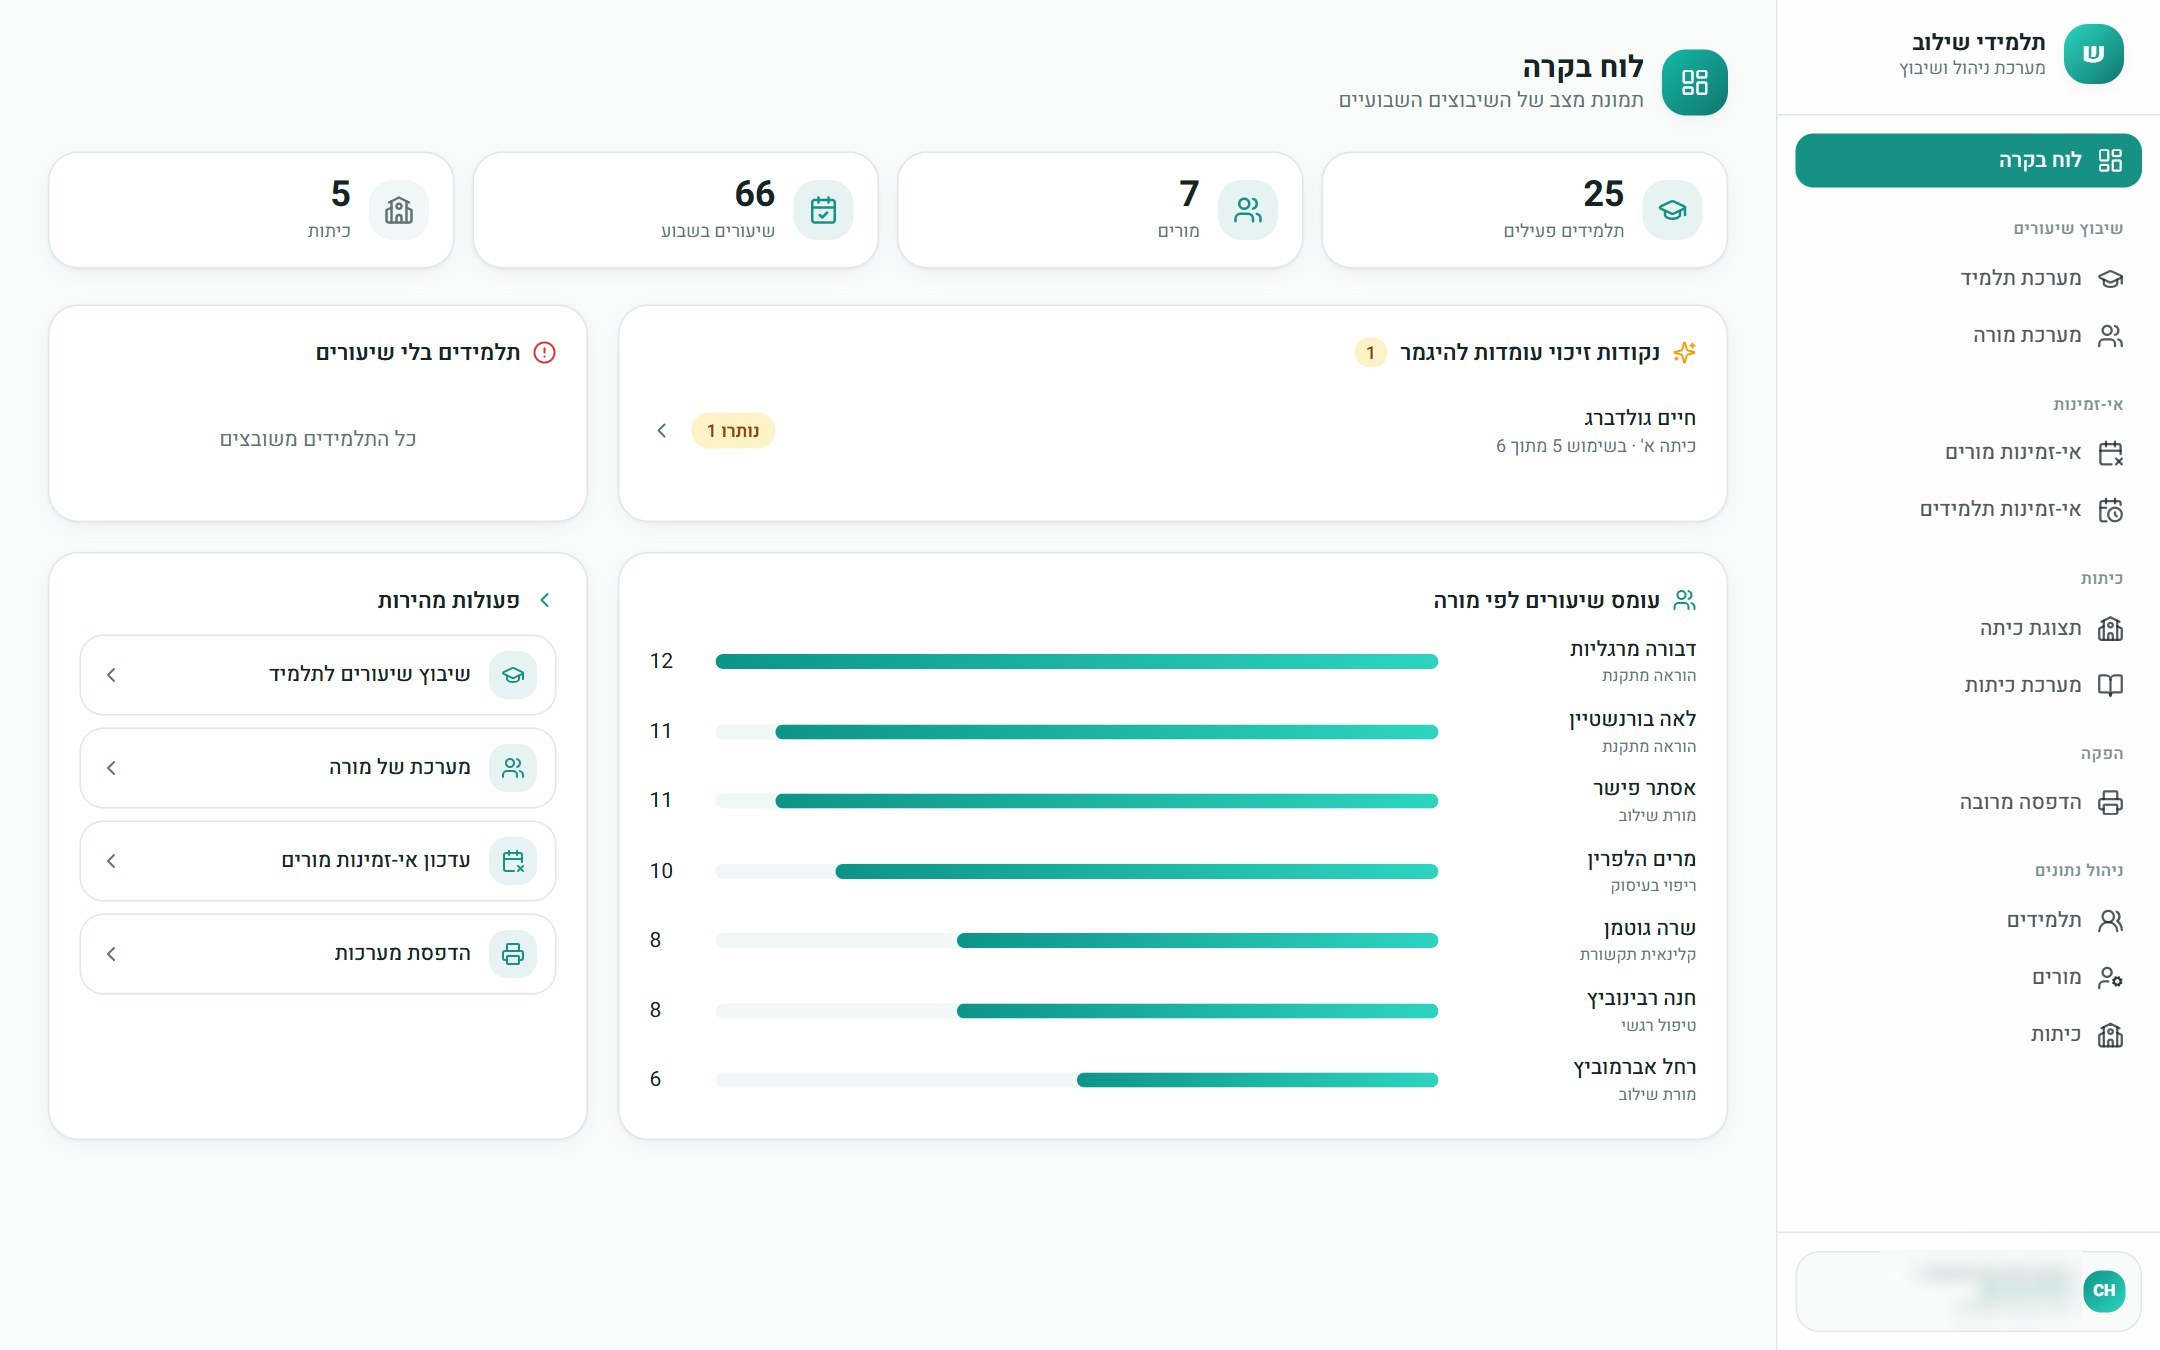 ש
תלמידי שילוב
מערכת ניהול ושיבוץ
לוח בקרה
שיבוץ שיעורים
מערכת תלמיד
מערכת מורה
אי-זמינות
אי-זמינות מורים
אי-זמינות תלמידים
כיתות
תצוגת כיתה
מערכת כיתות
הפקה
הדפסה מרובה
ניהול נתונים
תלמידים
מורים
כיתות
CH
לוח בקרה
תמונת מצב של השיבוצים השבועיים
25
תלמידים פעילים
7
מורים
66
שיעורים בשבוע
5
כיתות
נקודות זיכוי עומדות להיגמר 1
חיים גולדברג
כיתה א' · בשימוש 5 מתוך 6
נותרו 1
תלמידים בלי שיעורים
כל התלמידים משובצים
עומס שיעורים לפי מורה
דבורה מרגליות
הוראה מתקנת
12
לאה בורנשטיין
הוראה מתקנת
11
אסתר פישר
מורת שילוב
11
מרים הלפרין
ריפוי בעיסוק
10
שרה גוטמן
קלינאית תקשורת
8
חנה רבינוביץ
טיפול רגשי
8
רחל אברמוביץ
מורת שילוב
6
פעולות מהירות
שיבוץ שיעורים לתלמיד
מערכת של מורה
עדכון אי-זמינות מורים
הדפסת מערכות